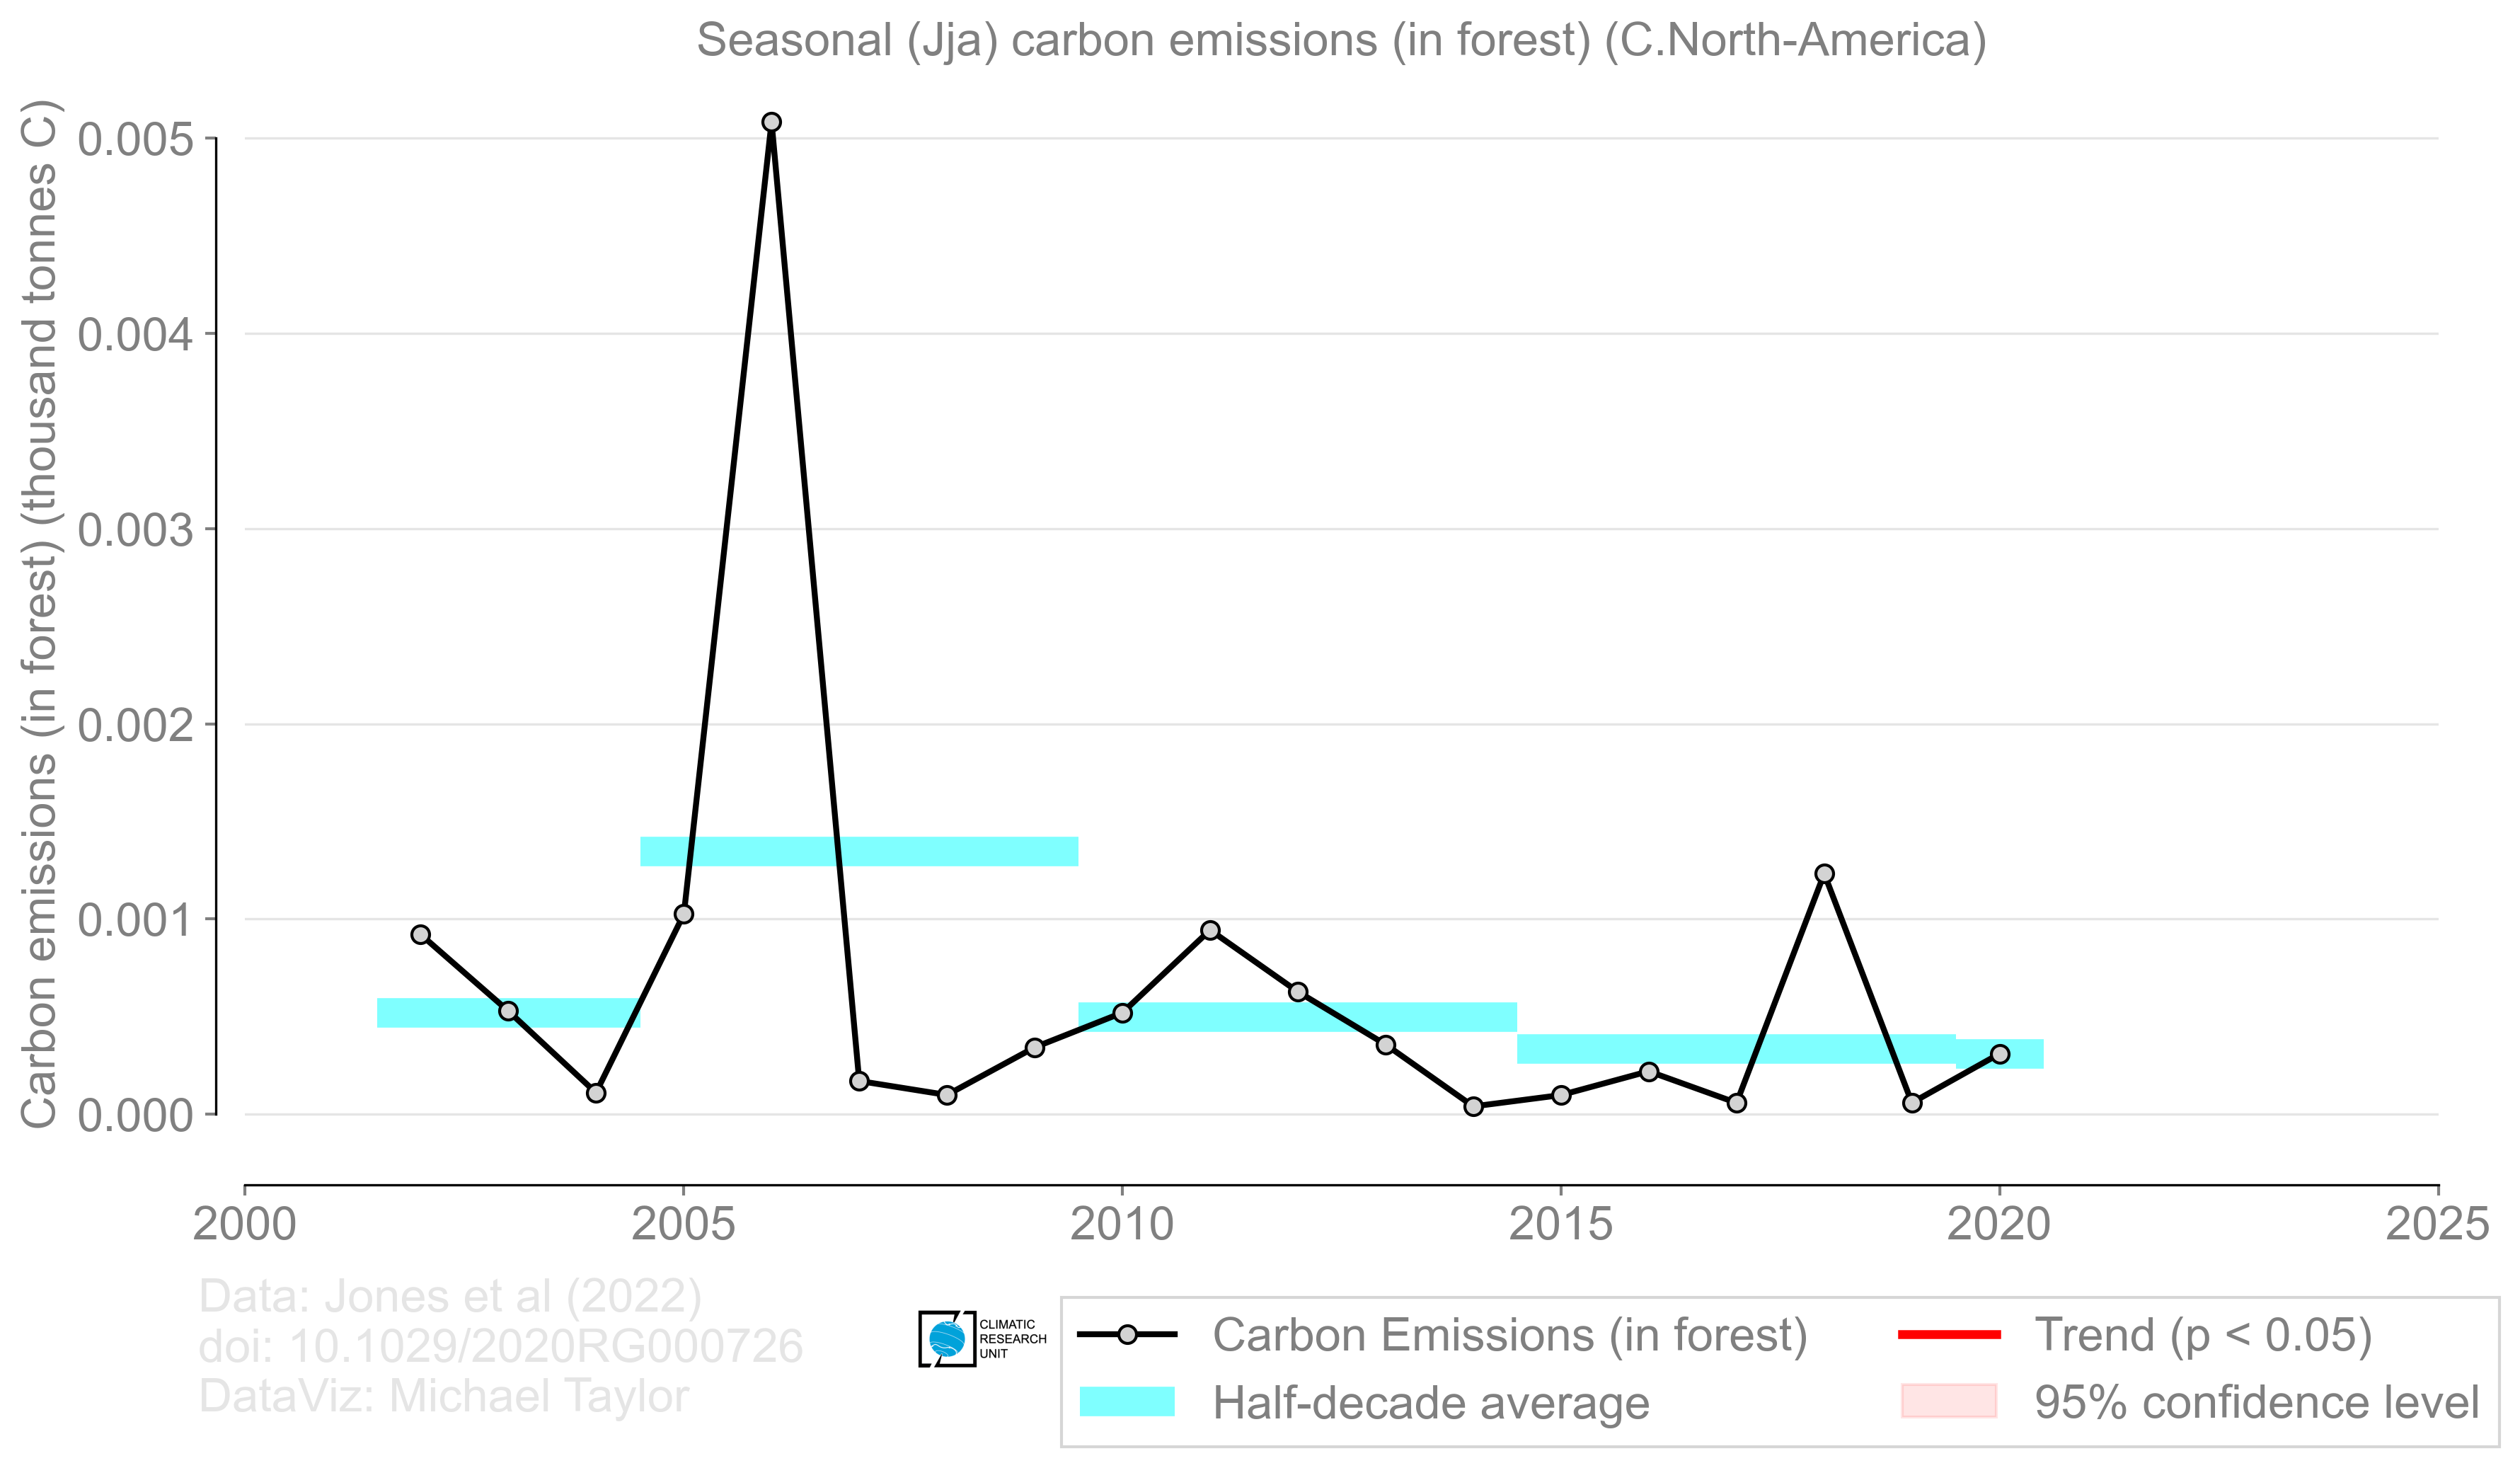 Seasonal (Jja) carbon emissions (in forest) (C.North-America)
Carbon emissions (in forest) (thousand tonnes C)
0.005
0.004
0.003
0.002
0.001
0.000
2000
2005
2010
2015
2020
2025
Data: Jones et al (2022)
doi: 10.1029/2020RG000726
DataViz: Michael Taylor
CLIMATIC
RESEARCH
UNIT
Carbon Emissions (in forest)
Half-decade average
Trend (p < 0.05)
95% confidence level